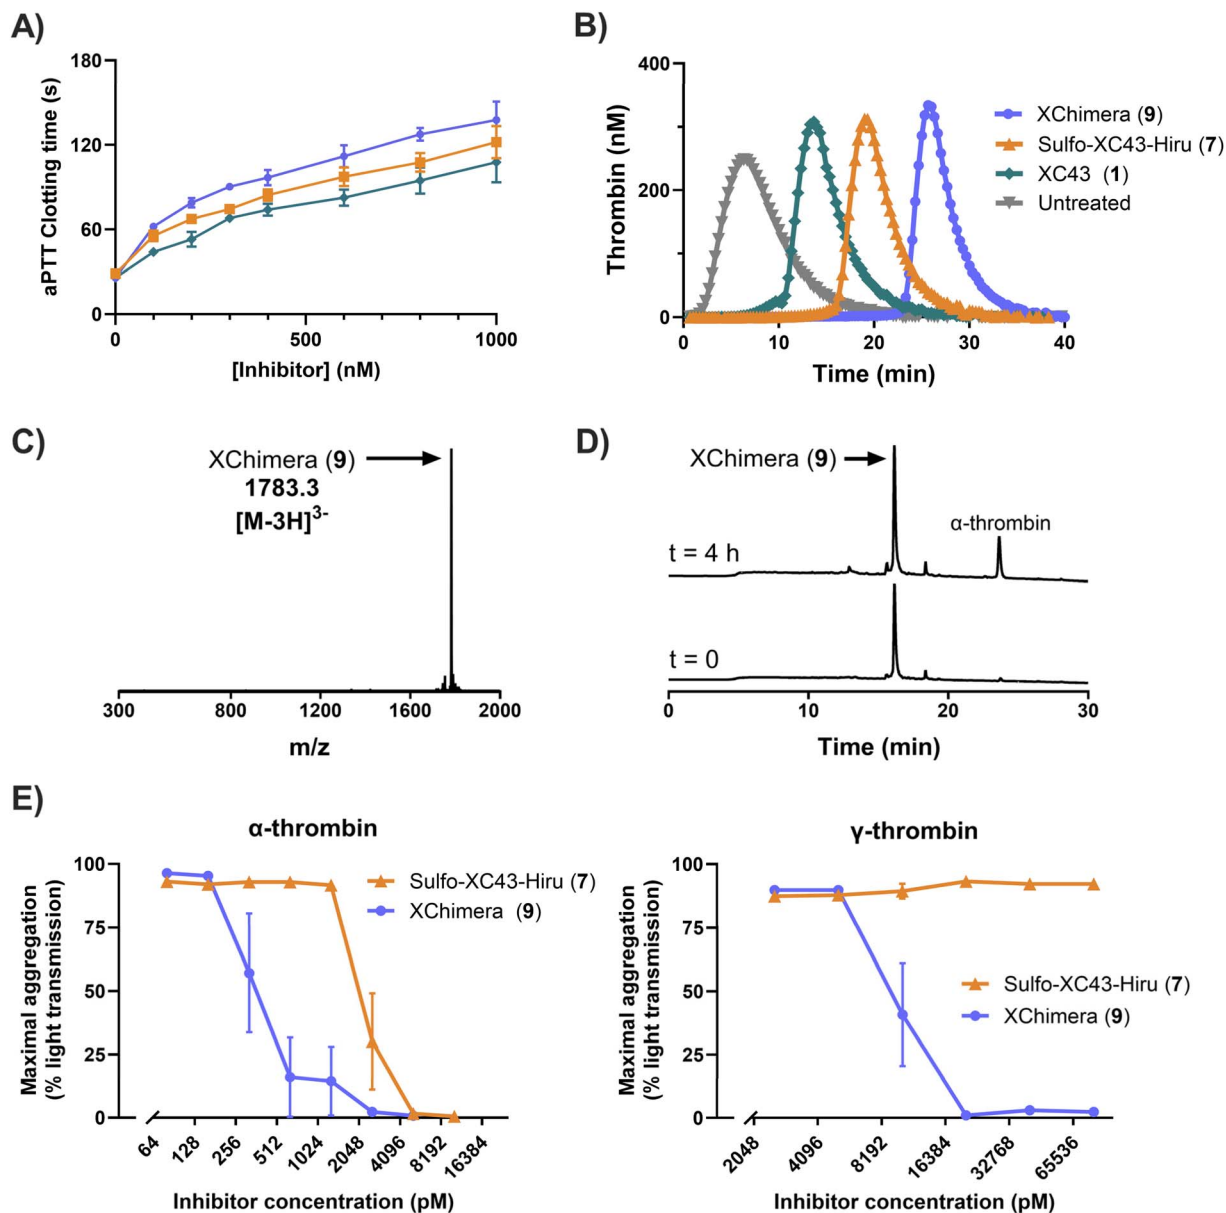 A)
180
120
60
0
aPTT Clotting time (s)
0
500
1000
[Inhibitor] (nM)
B)
400
200
0
Thrombin (nM)
0
10
20
30
40
Time (min)
XChimera (9)
Sulfo-XC43-Hiru (7)
XC43 (1)
Untreated
C)
XChimera (9)
1783.3
[M-3H]³⁻
300
800
1200
1600
2000
m/z
D)
XChimera (9)
α-thrombin
t = 4 h
t = 0
0
10
20
30
Time (min)
E)
α-thrombin
100
75
50
25
0
Maximal aggregation
(% light transmission)
Sulfo-XC43-Hiru (7)
XChimera (9)
64
128
256
512
1024
2048
4096
8192
16384
Inhibitor concentration (pM)
γ-thrombin
100
75
50
25
0
Maximal aggregation
(% light transmission)
Sulfo-XC43-Hiru (7)
XChimera (9)
2048
4096
8192
16384
32768
65536
Inhibitor concentration (pM)